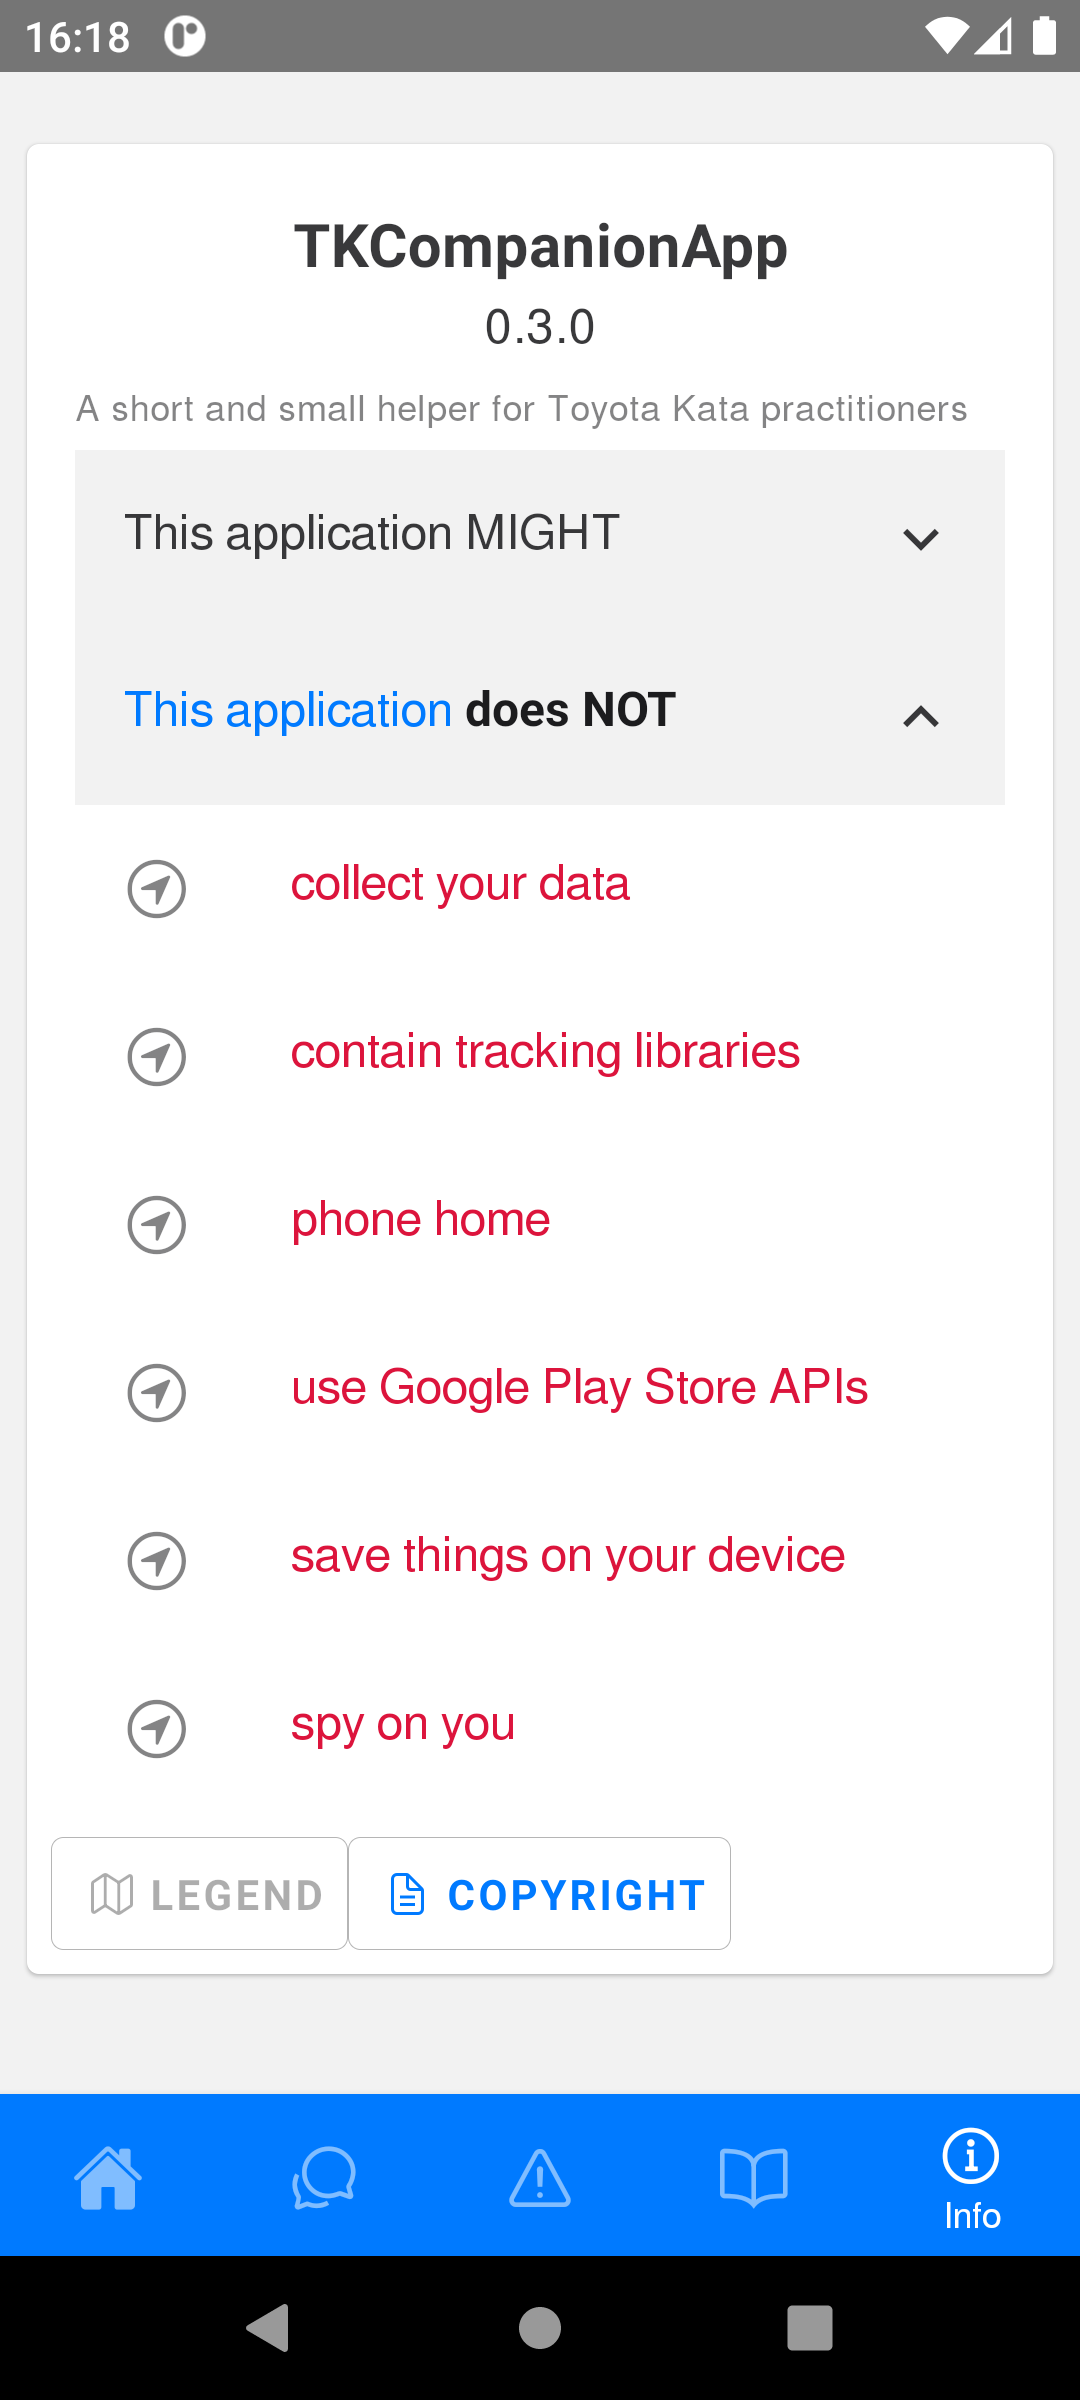 16:18
TKCompanionApp
0.3.0
A short and small helper for Toyota Kata practitioners
This application MIGHT
This application does NOT
collect your data
contain tracking libraries
phone home
use Google Play Store APIs
save things on your device
spy on you
LEGEND
COPYRIGHT
Info